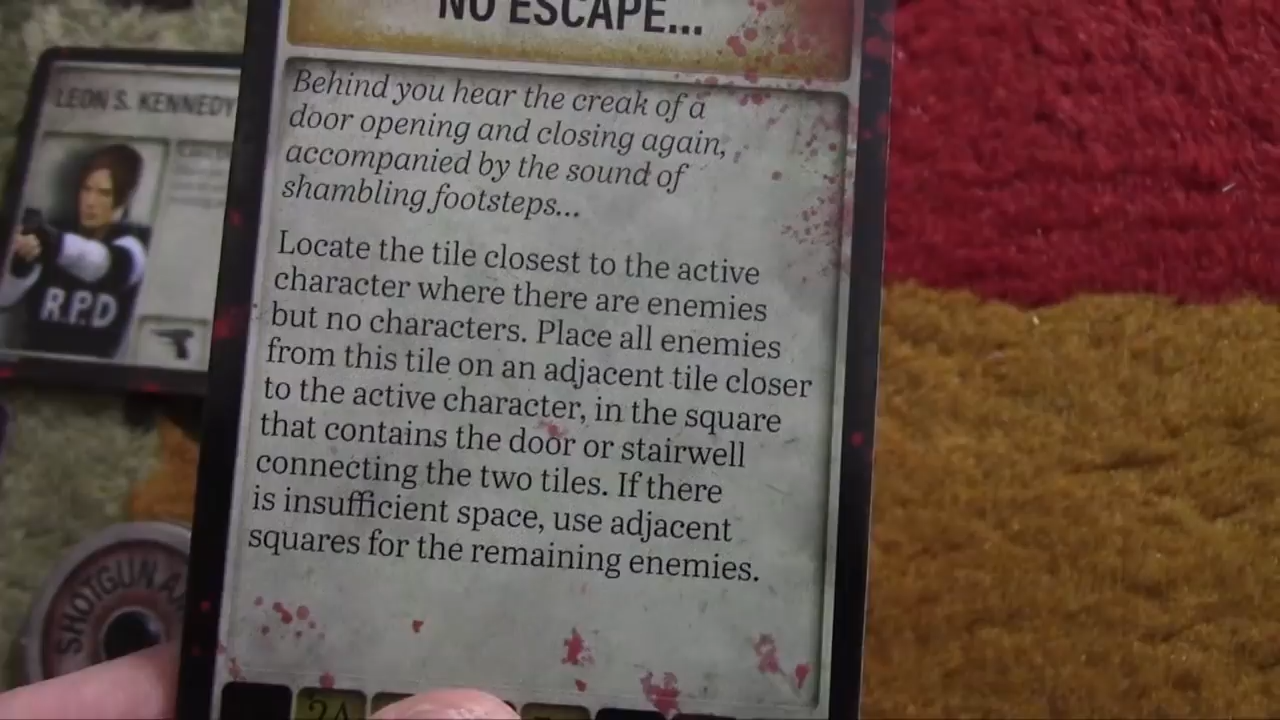 NO ESCAPE...
Behind you hear the creak of a
door opening and closing again,
accompanied by the sound of
shambling footsteps...
Locate the tile closest to the active
character where there are enemies
but no characters. Place all enemies
from this tile on an adjacent tile closer
to the active character, in the square
that contains the door or stairwell
connecting the two tiles. If there
is insufficient space, use adjacent
squares for the remaining enemies.
LEON S. KENNEDY
R.P.D
SHOTGUN
2A